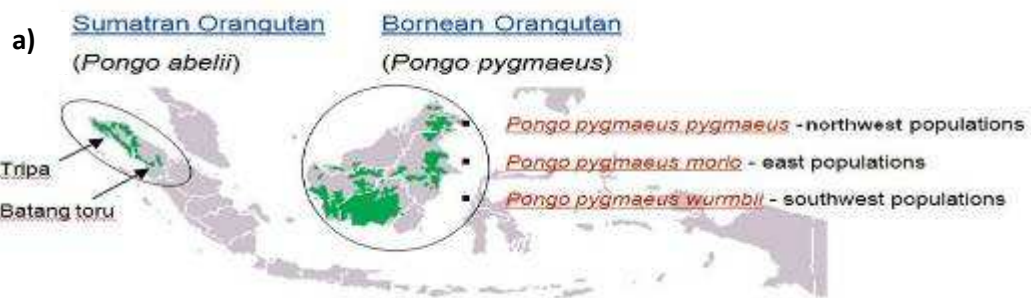 a)
Sumatran Orangutan
(Pongo abelii)
Bornean Orangutan
(Pongo pygmaeus)
Pongo pygmaeus pygmaeus - northwest populations
Pongo pygmaeus morio - east populations
Pongo pygmaeus wurmbii - southwest populations
Tripa
Batang toru